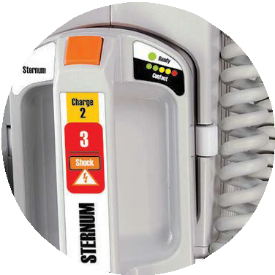 Sternum
Ready
Contact
Charge
2
3
Shock
STERNUM